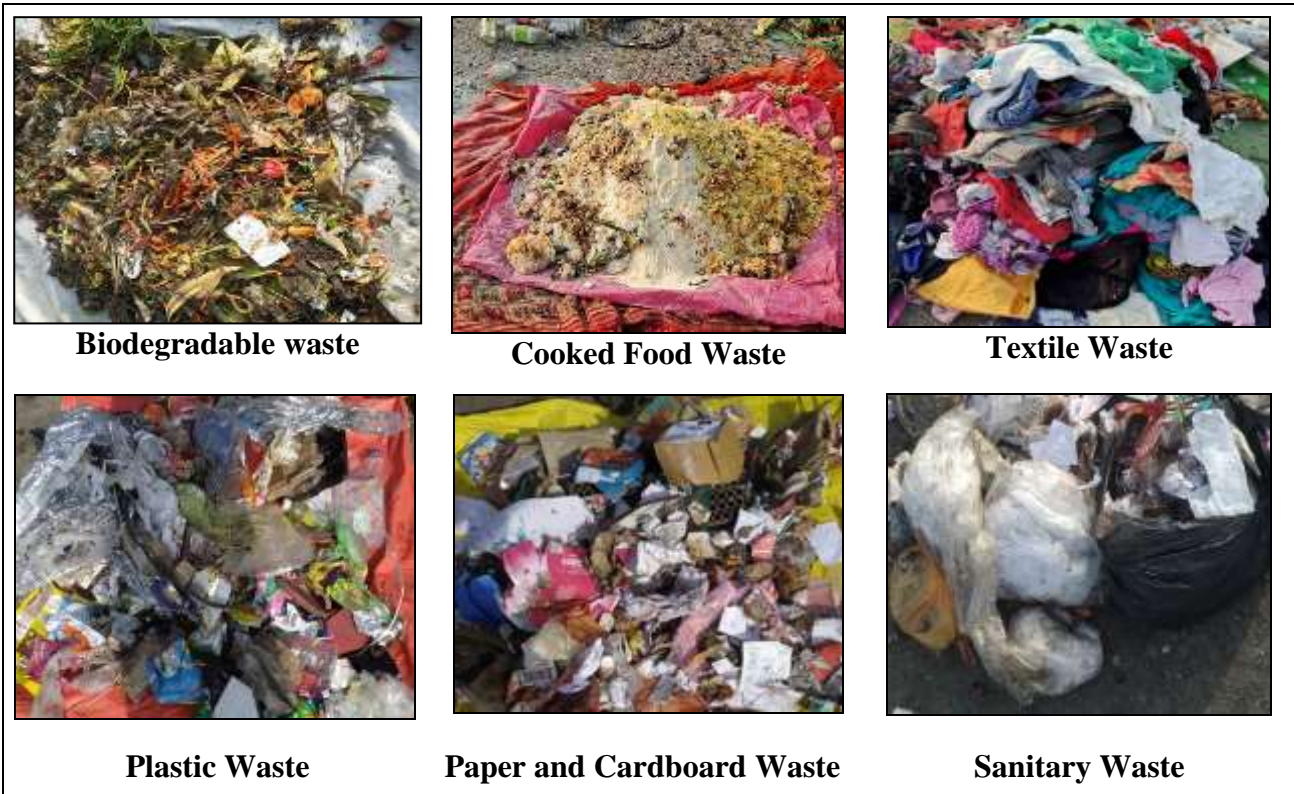 Biodegradable waste
Cooked Food Waste
Textile Waste
Plastic Waste
Paper and Cardboard Waste
Sanitary Waste